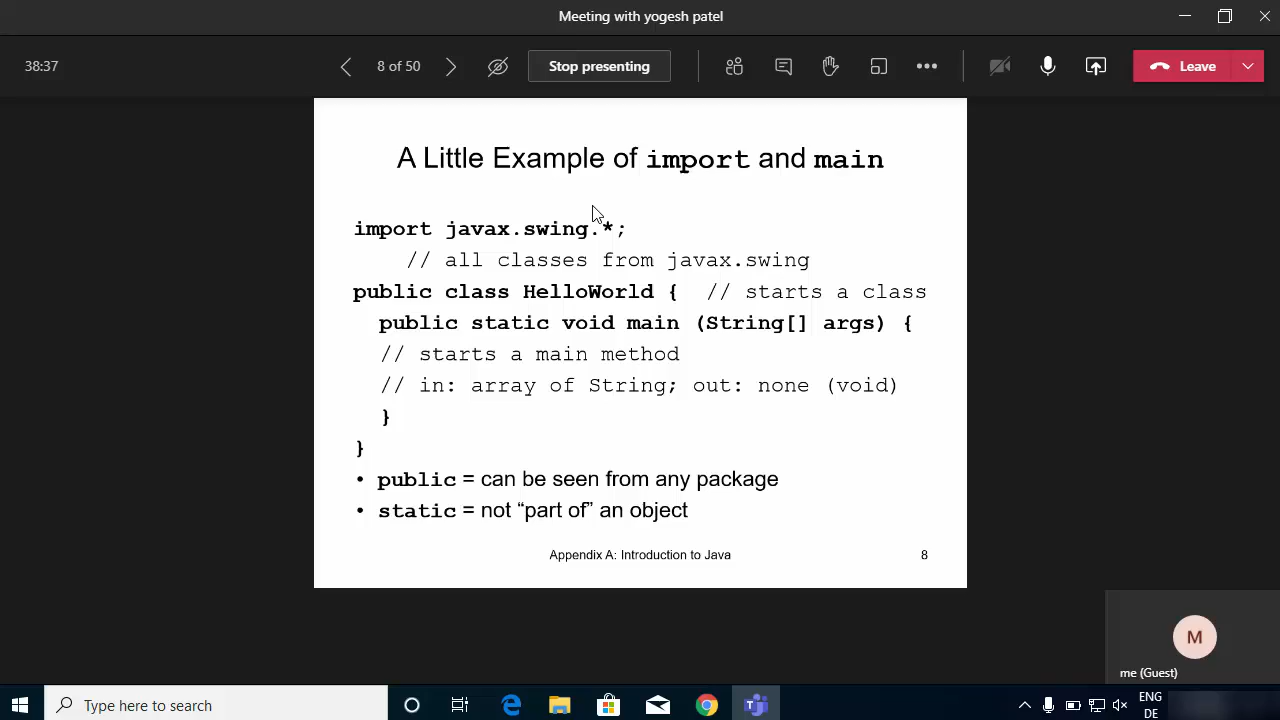 Meeting with yogesh patel
38:37
8 of 50
Stop presenting
Leave
A Little Example of import and main
import javax.swing.*;
// all classes from javax.swing
public class HelloWorld { // starts a class
public static void main (String[] args) {
// starts a main method
// in: array of String; out: none (void)
}
}
• public = can be seen from any package
• static = not “part of” an object
Appendix A: Introduction to Java
8
M
me (Guest)
Type here to search
ENG
DE